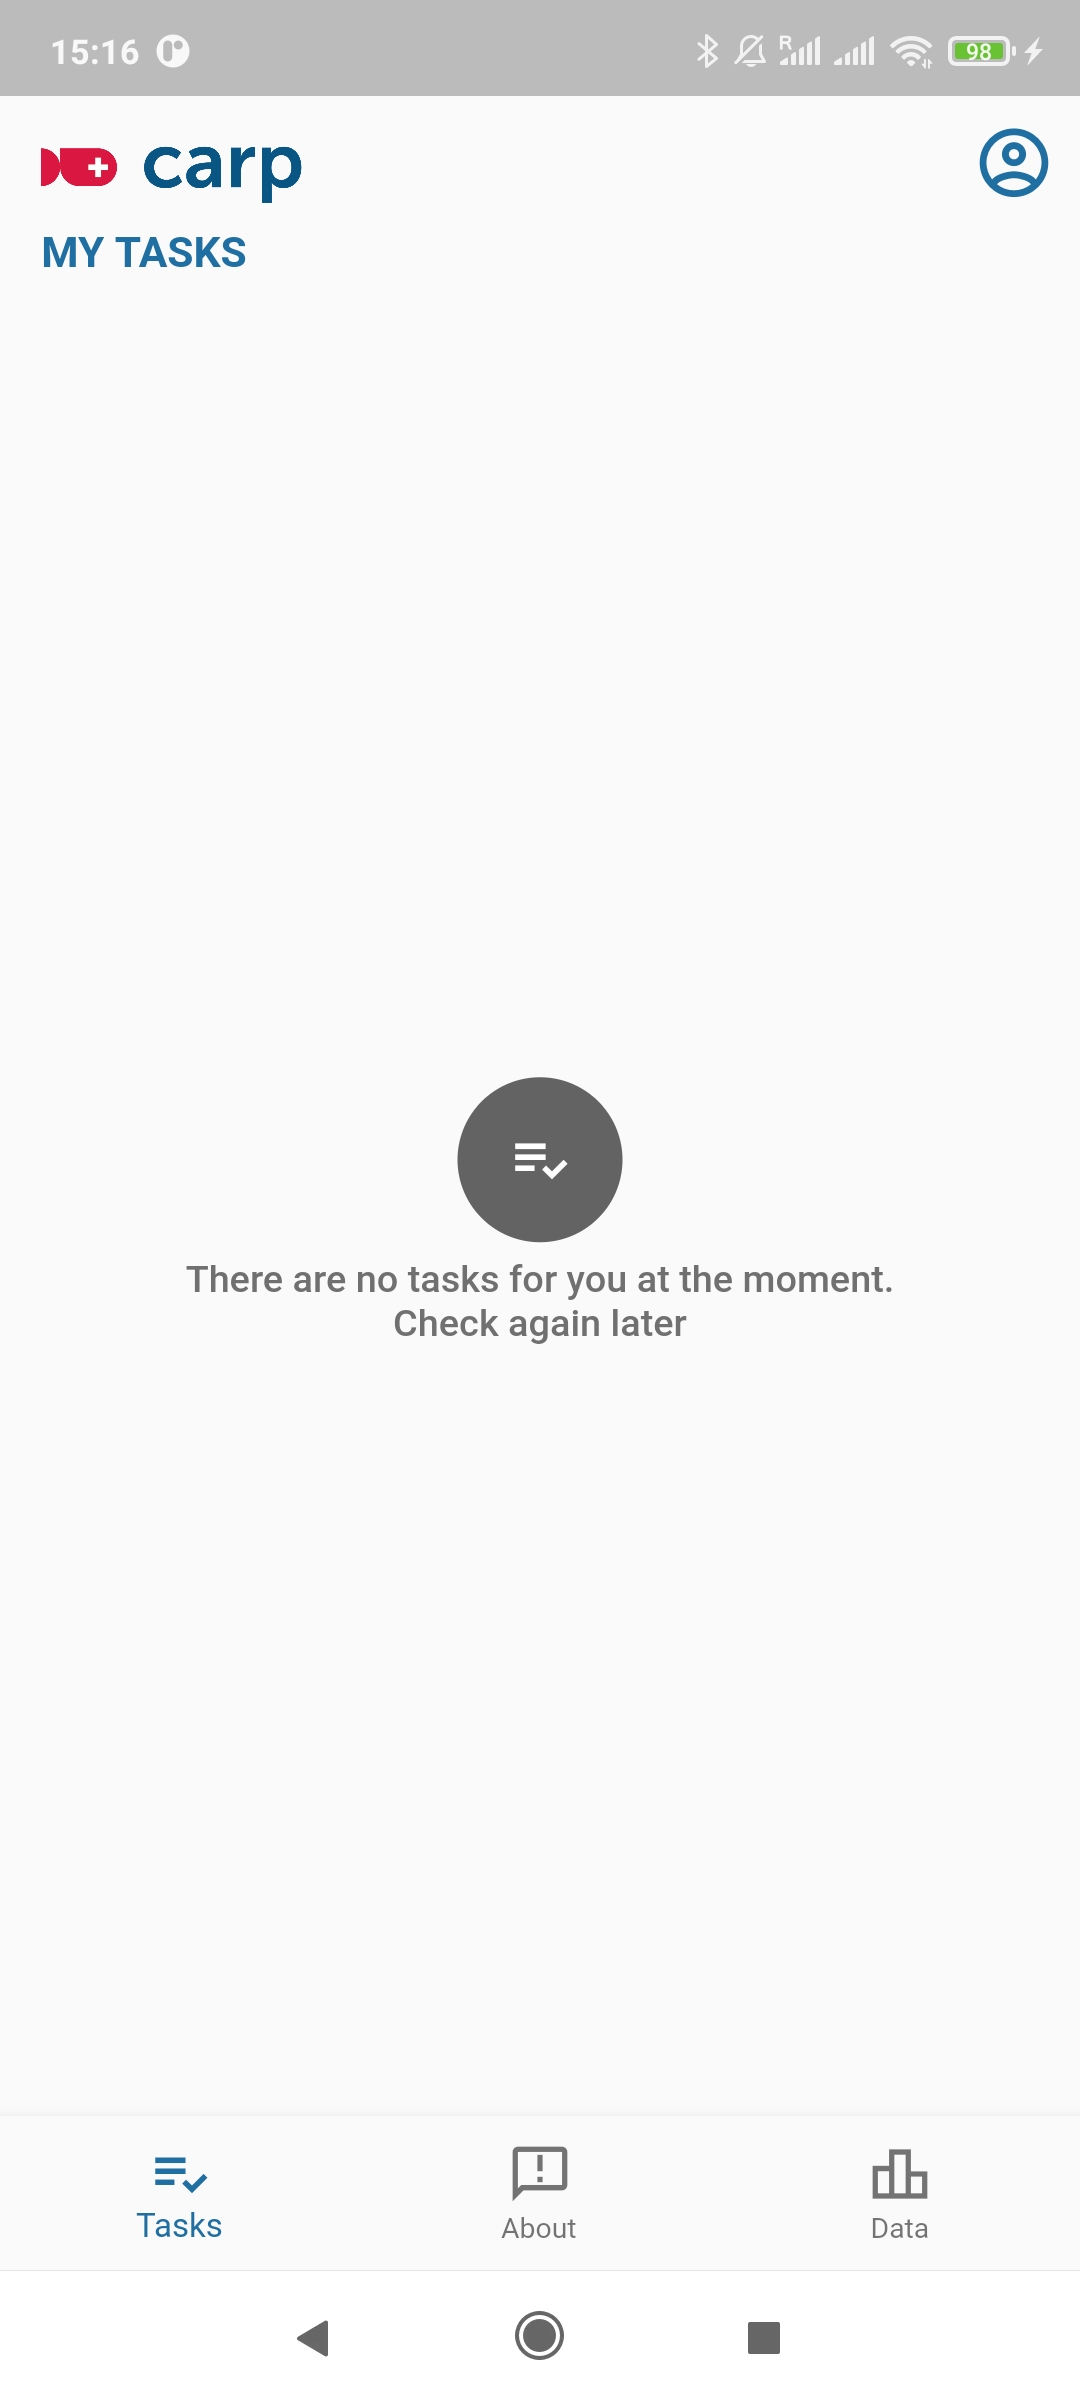 15:16
R
98
carp
MY TASKS
There are no tasks for you at the moment.
Check again later
Tasks
About
Data